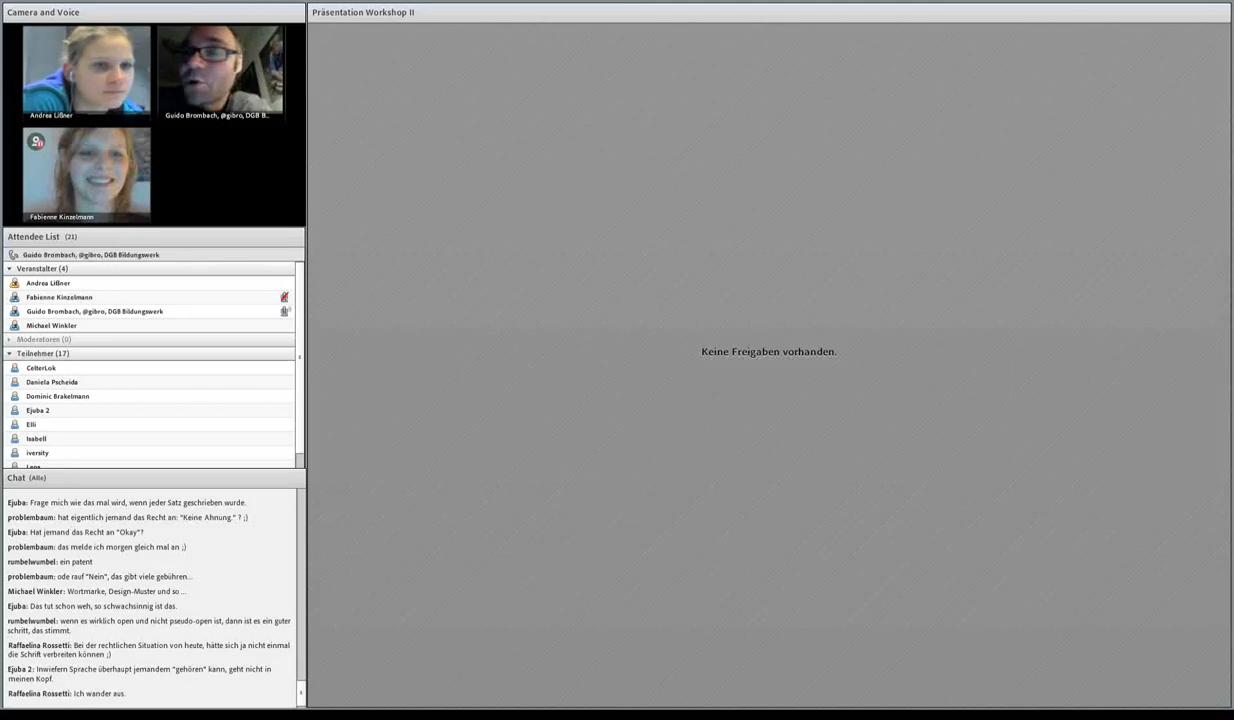 Camera and Voice
Präsentation Workshop II
Andrea Lißner
Guido Brombach, @gibro, DGB B..
Fabienne Kinzelmann
Attendee List (21)
Guido Brombach, @gibro, DGB Bildungswerk
Veranstalter (4)
Andrea Lißner
Fabienne Kinzelmann
Guido Brombach, @gibro, DGB Bildungswerk
Michael Winkler
Moderatoren (0)
Teilnehmer (17)
CelterLok
Daniela Pscheida
Dominic Brakelmann
Ejuba 2
Elli
Isabell
iversity
Lena
Chat (Alle)
Ejuba: Frage mich wie das mal wird, wenn jeder Satz geschrieben wurde.
problembaum: hat eigentlich jemand das Recht an: "Keine Ahnung." ? ;)
Ejuba: Hat jemand das Recht an "Okay"?
problembaum: das melde ich morgen gleich mal an ;)
rumbelwumbel: ein patent
problembaum: ode rauf "Nein", das gibt viele gebühren...
Michael Winkler: Wortmarke, Design-Muster und so ...
Ejuba: Das tut schon weh, so schwachsinnig ist das.
rumbelwumbel: wenn es wirklich open und nicht pseudo-open ist, dann ist es ein guter
schritt, das stimmt.
Raffaelina Rossetti: Bei der rechtlichen Situation von heute, hätte sich ja nicht einmal
die Schrift verbreiten können ;)
Ejuba 2: Inwiefern Sprache überhaupt jemandem "gehören" kann, geht nicht in
meinen Kopf.
Raffaelina Rossetti: Ich wander aus.
Keine Freigaben vorhanden.